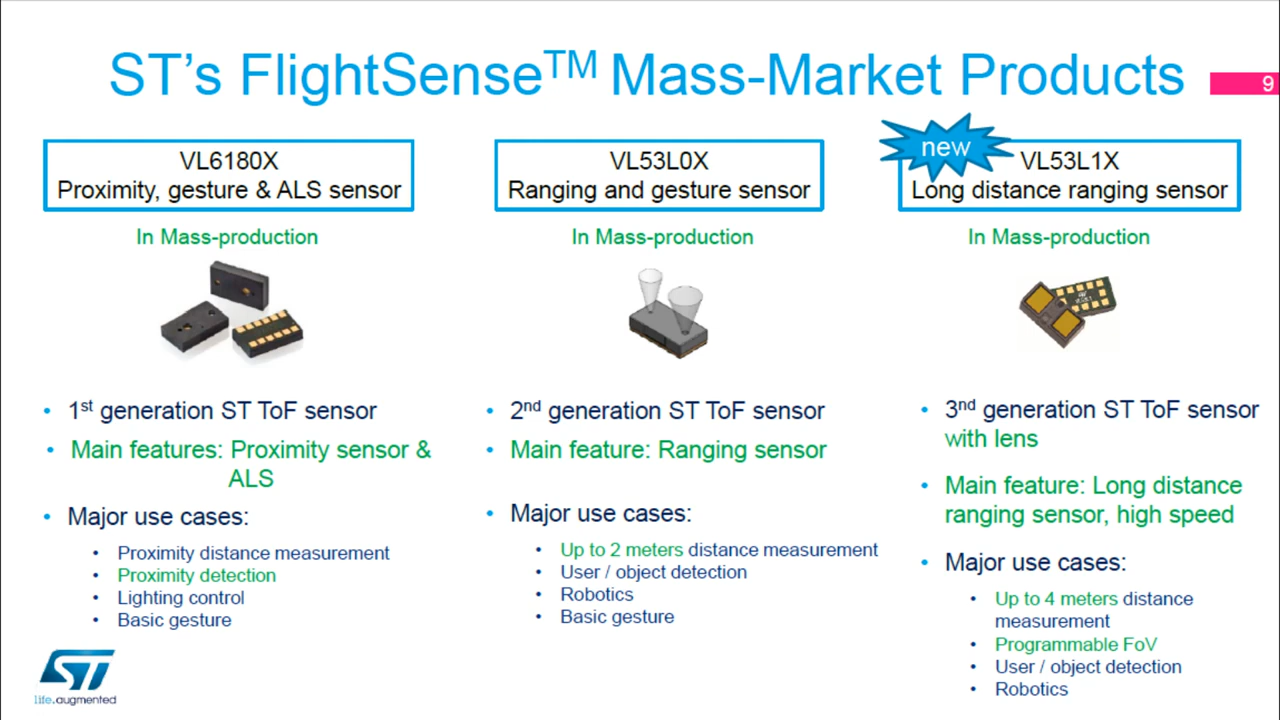 ST's FlightSense™ Mass-Market Products
9
VL6180X
Proximity, gesture & ALS sensor
In Mass-production
• 1st generation ST ToF sensor
• Main features: Proximity sensor &
ALS
• Major use cases:
• Proximity distance measurement
• Proximity detection
• Lighting control
• Basic gesture
VL53L0X
Ranging and gesture sensor
In Mass-production
• 2nd generation ST ToF sensor
• Main feature: Ranging sensor
• Major use cases:
• Up to 2 meters distance measurement
• User / object detection
• Robotics
• Basic gesture
new
VL53L1X
Long distance ranging sensor
In Mass-production
• 3nd generation ST ToF sensor
with lens
• Main feature: Long distance
ranging sensor, high speed
• Major use cases:
• Up to 4 meters distance
measurement
• Programmable FoV
• User / object detection
• Robotics
ST
life.augmented